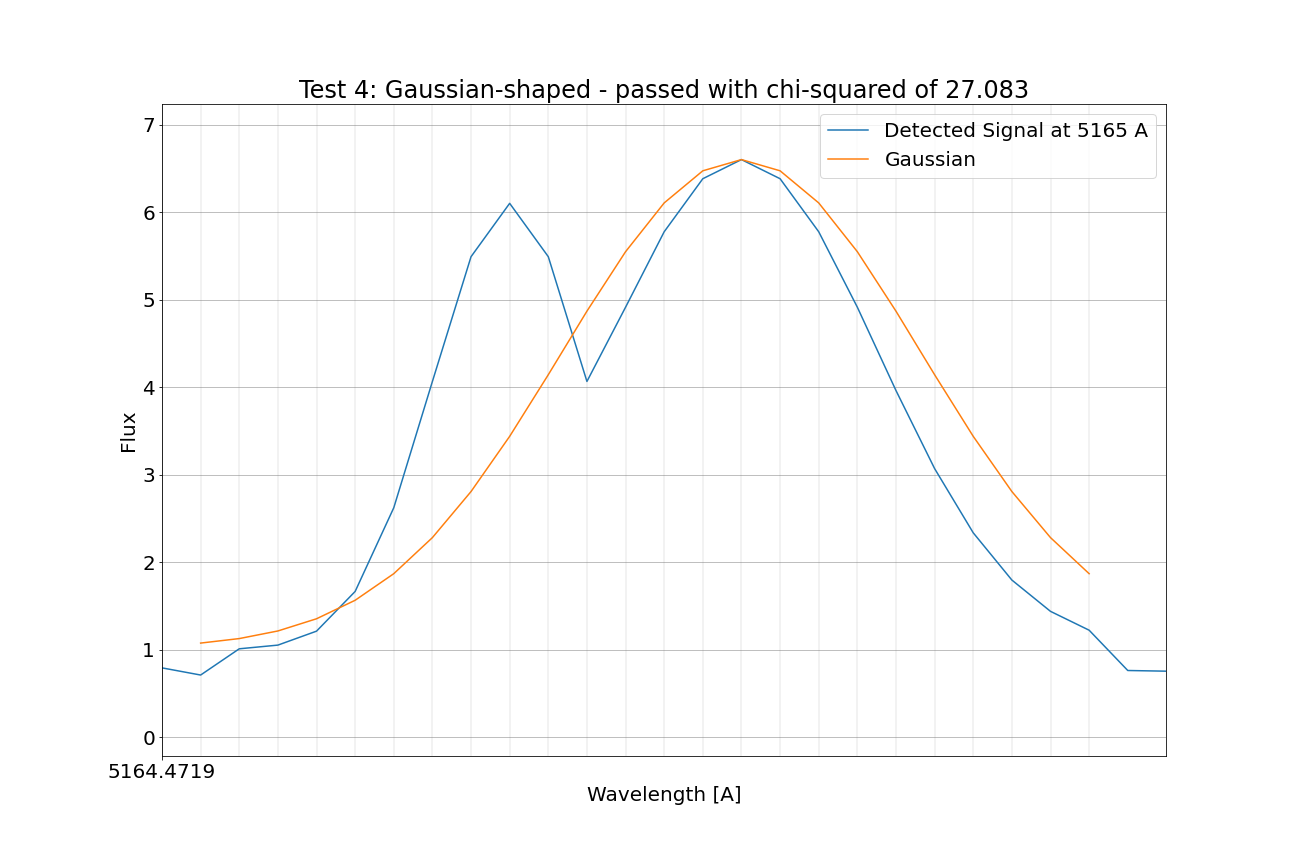 Test 4: Gaussian-shaped - passed with chi-squared of 27.083
Detected Signal at 5165 A
Gaussian
7
6
5
4
3
2
1
0
Flux
5164.4719
Wavelength [A]